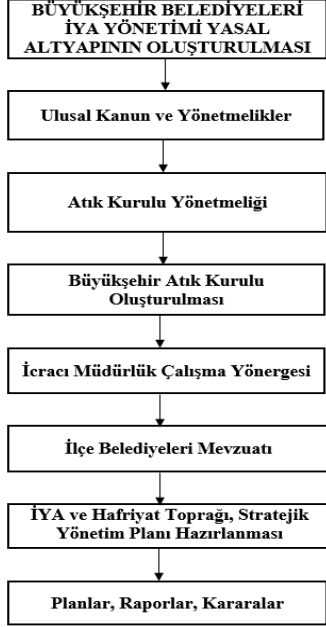 BÜYÜKŞEHİR BELEDİYELERİ
İYA YÖNETİMİ YASAL
ALTYAPININ OLUŞTURULMASI
Ulusal Kanun ve Yönetmelikler
Atık Kurulu Yönetmeliği
Büyükşehir Atık Kurulu
Oluşturulması
İcracı Müdürlük Çalışma Yönergesi
İlçe Belediyeleri Mevzuatı
İYA ve Hafriyat Toprağı, Stratejik
Yönetim Planı Hazırlanması
Planlar, Raporlar, Kararalar